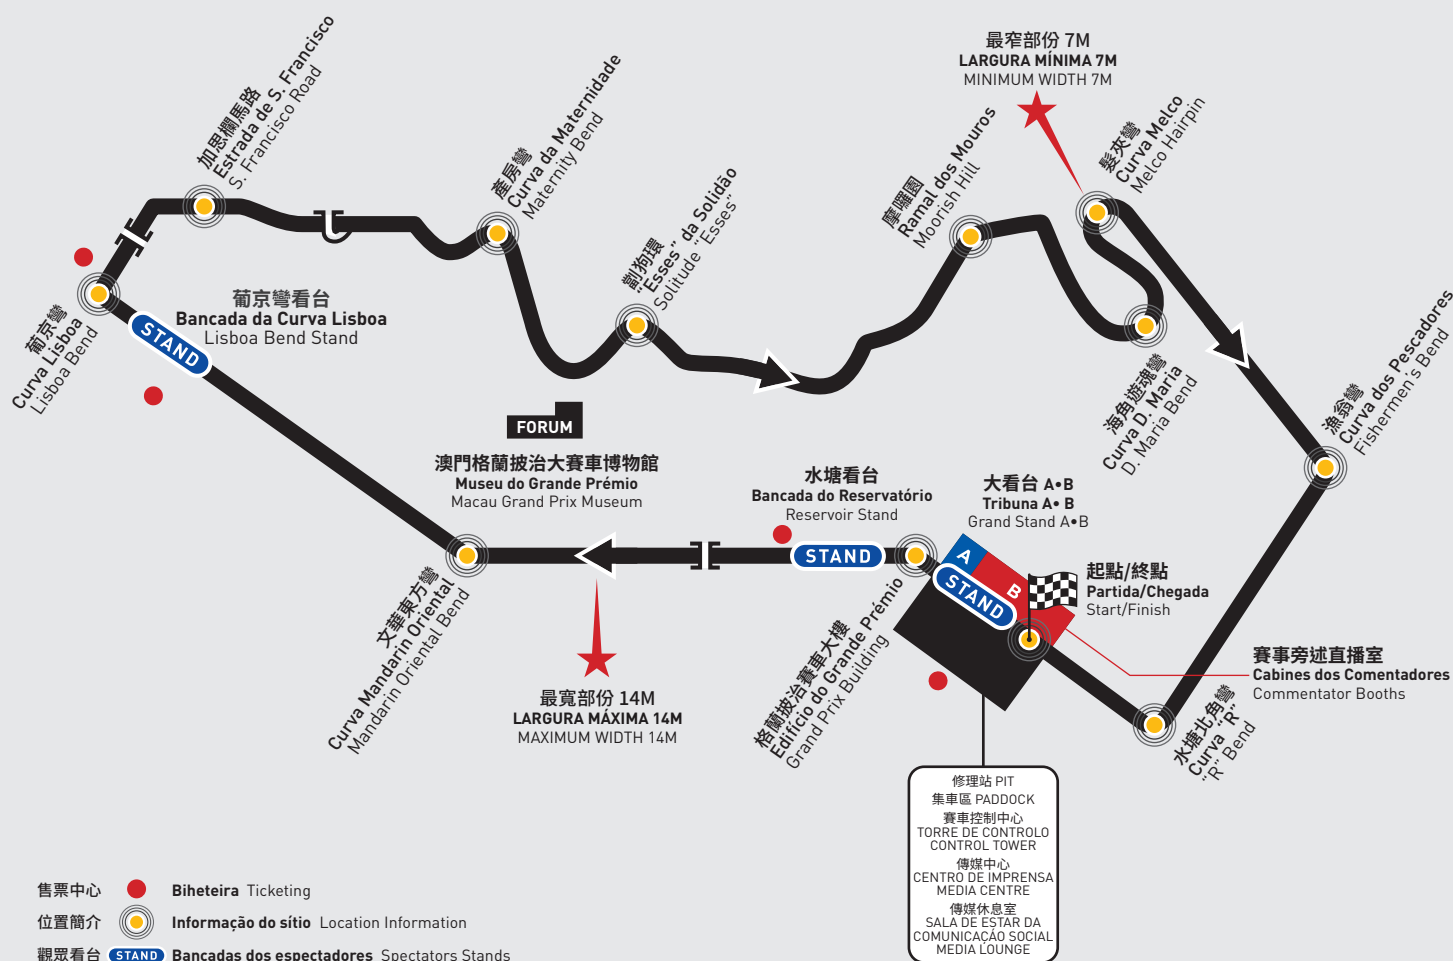 加思欄馬路
Estrada de S. Francisco
S. Francisco Road
產房彎
Curva da Maternidade
Maternity Bend
劏狗環
“Esses” da Solidão
Solitude “Esses”
摩囉園
Ramal dos Mouros
Moorish Hill
最窄部份 7M
LARGURA MÍNIMA 7M
MINIMUM WIDTH 7M
髮夾彎
Curva Melco
Melco Hairpin
葡京彎
Curva Lisboa
Lisboa Bend
STAND
葡京彎看台
Bancada da Curva Lisboa
Lisboa Bend Stand
海角遊魂彎
Curva D. Maria
D. Maria Bend
漁翁彎
Curva dos Pescadores
Fishermen's Bend
FORUM
澳門格蘭披治大賽車博物館
Museu do Grande Prémio
Macau Grand Prix Museum
水塘看台
Bancada do Reservatório
Reservoir Stand
STAND
大看台 A•B
Tribuna A• B
Grand Stand A•B
A
B
STAND
起點/終點
Partida/Chegada
Start/Finish
賽事旁述直播室
Cabines dos Comentadores
Commentator Booths
文華東方彎
Curva Mandarin Oriental
Mandarin Oriental Bend
最寬部份 14M
LARGURA MÁXIMA 14M
MAXIMUM WIDTH 14M
格蘭披治賽車大樓
Edifício do Grande Prémio
Grand Prix Building
水塘北角彎
Curva “R”
“R” Bend
修理站 PIT
集車區 PADDOCK
賽車控制中心
TORRE DE CONTROLO
CONTROL TOWER
傳媒中心
CENTRO DE IMPRENSA
MEDIA CENTRE
傳媒休息室
SALA DE ESTAR DA
COMUNICAÇÁO SOCIAL
MEDIA LOUNGE
售票中心 Biheteira Ticketing
位置簡介 Informação do sítio Location Information
觀眾看台 STAND Bancadas dos espectadores Spectators Stands